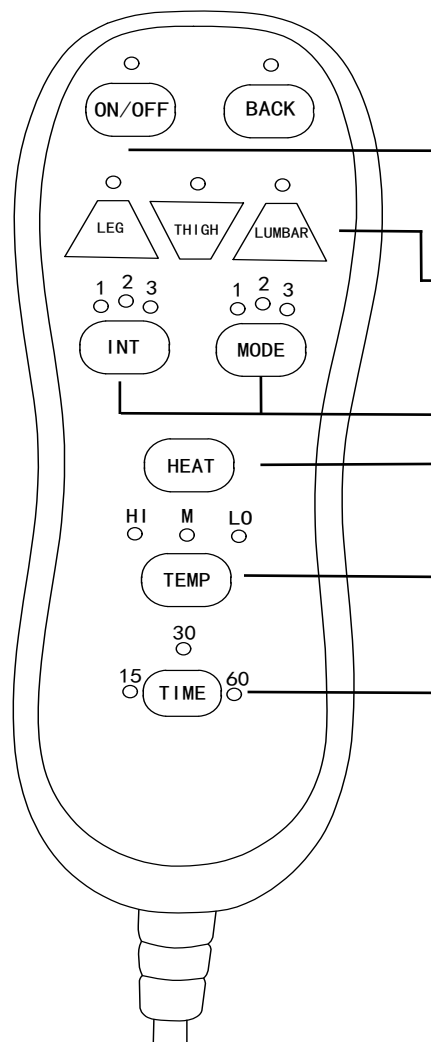 ON/OFF BACK
LEG THIGH LUMBAR
1 2 3 1 2 3
INT MODE
HEAT
HI M LO
TEMP
30
15 TIME 60